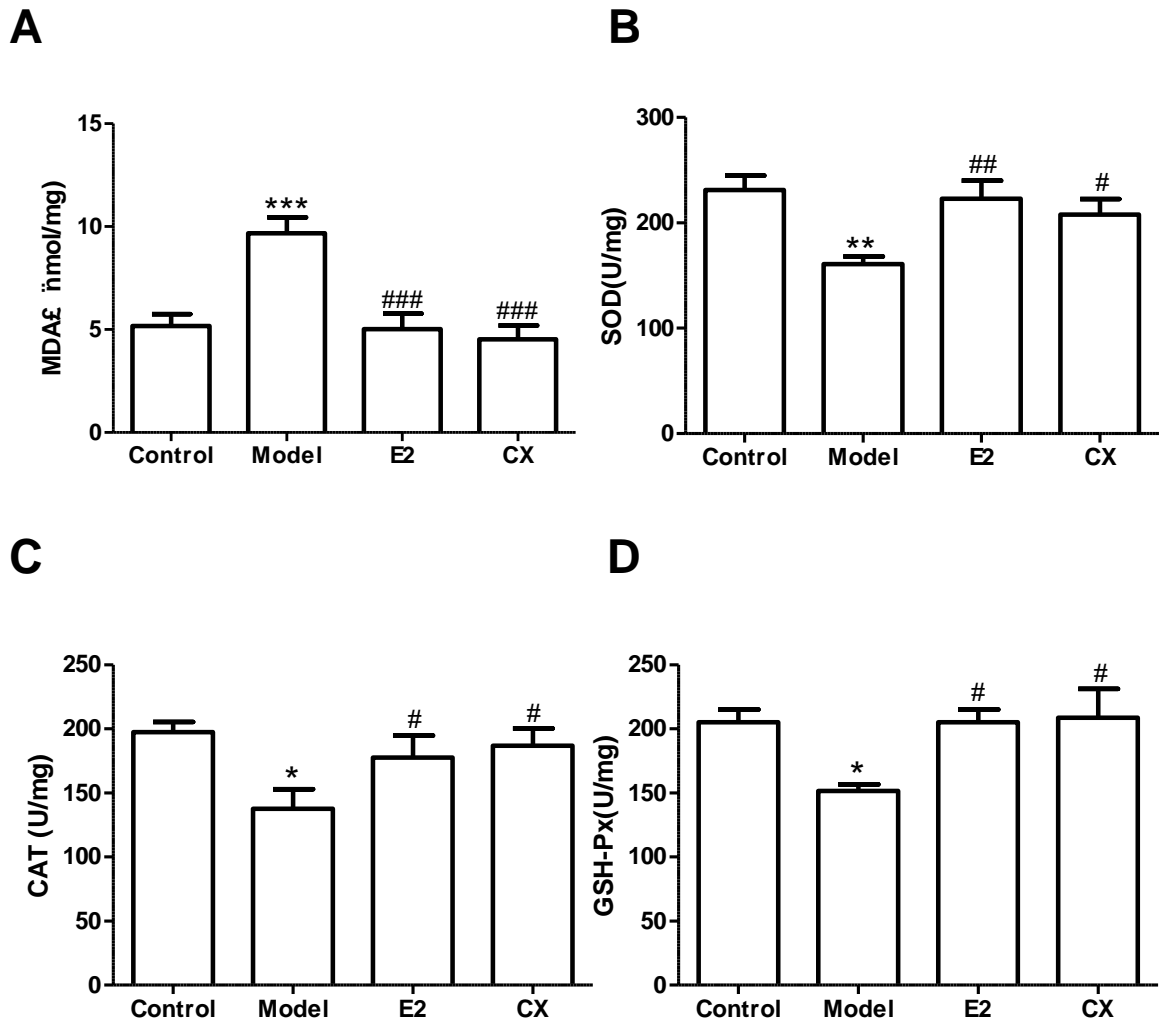 A
MDA£ ¨nmol/mg)
15
10
5
0
***
###
###
Control Model E2 CX
B
SOD(U/mg)
300
200
100
0
**
##
#
Control Model E2 CX
C
CAT (U/mg)
250
200
150
100
50
0
*
#
#
Control Model E2 CX
D
GSH-Px(U/mg)
250
200
150
100
50
0
*
#
#
Control Model E2 CX